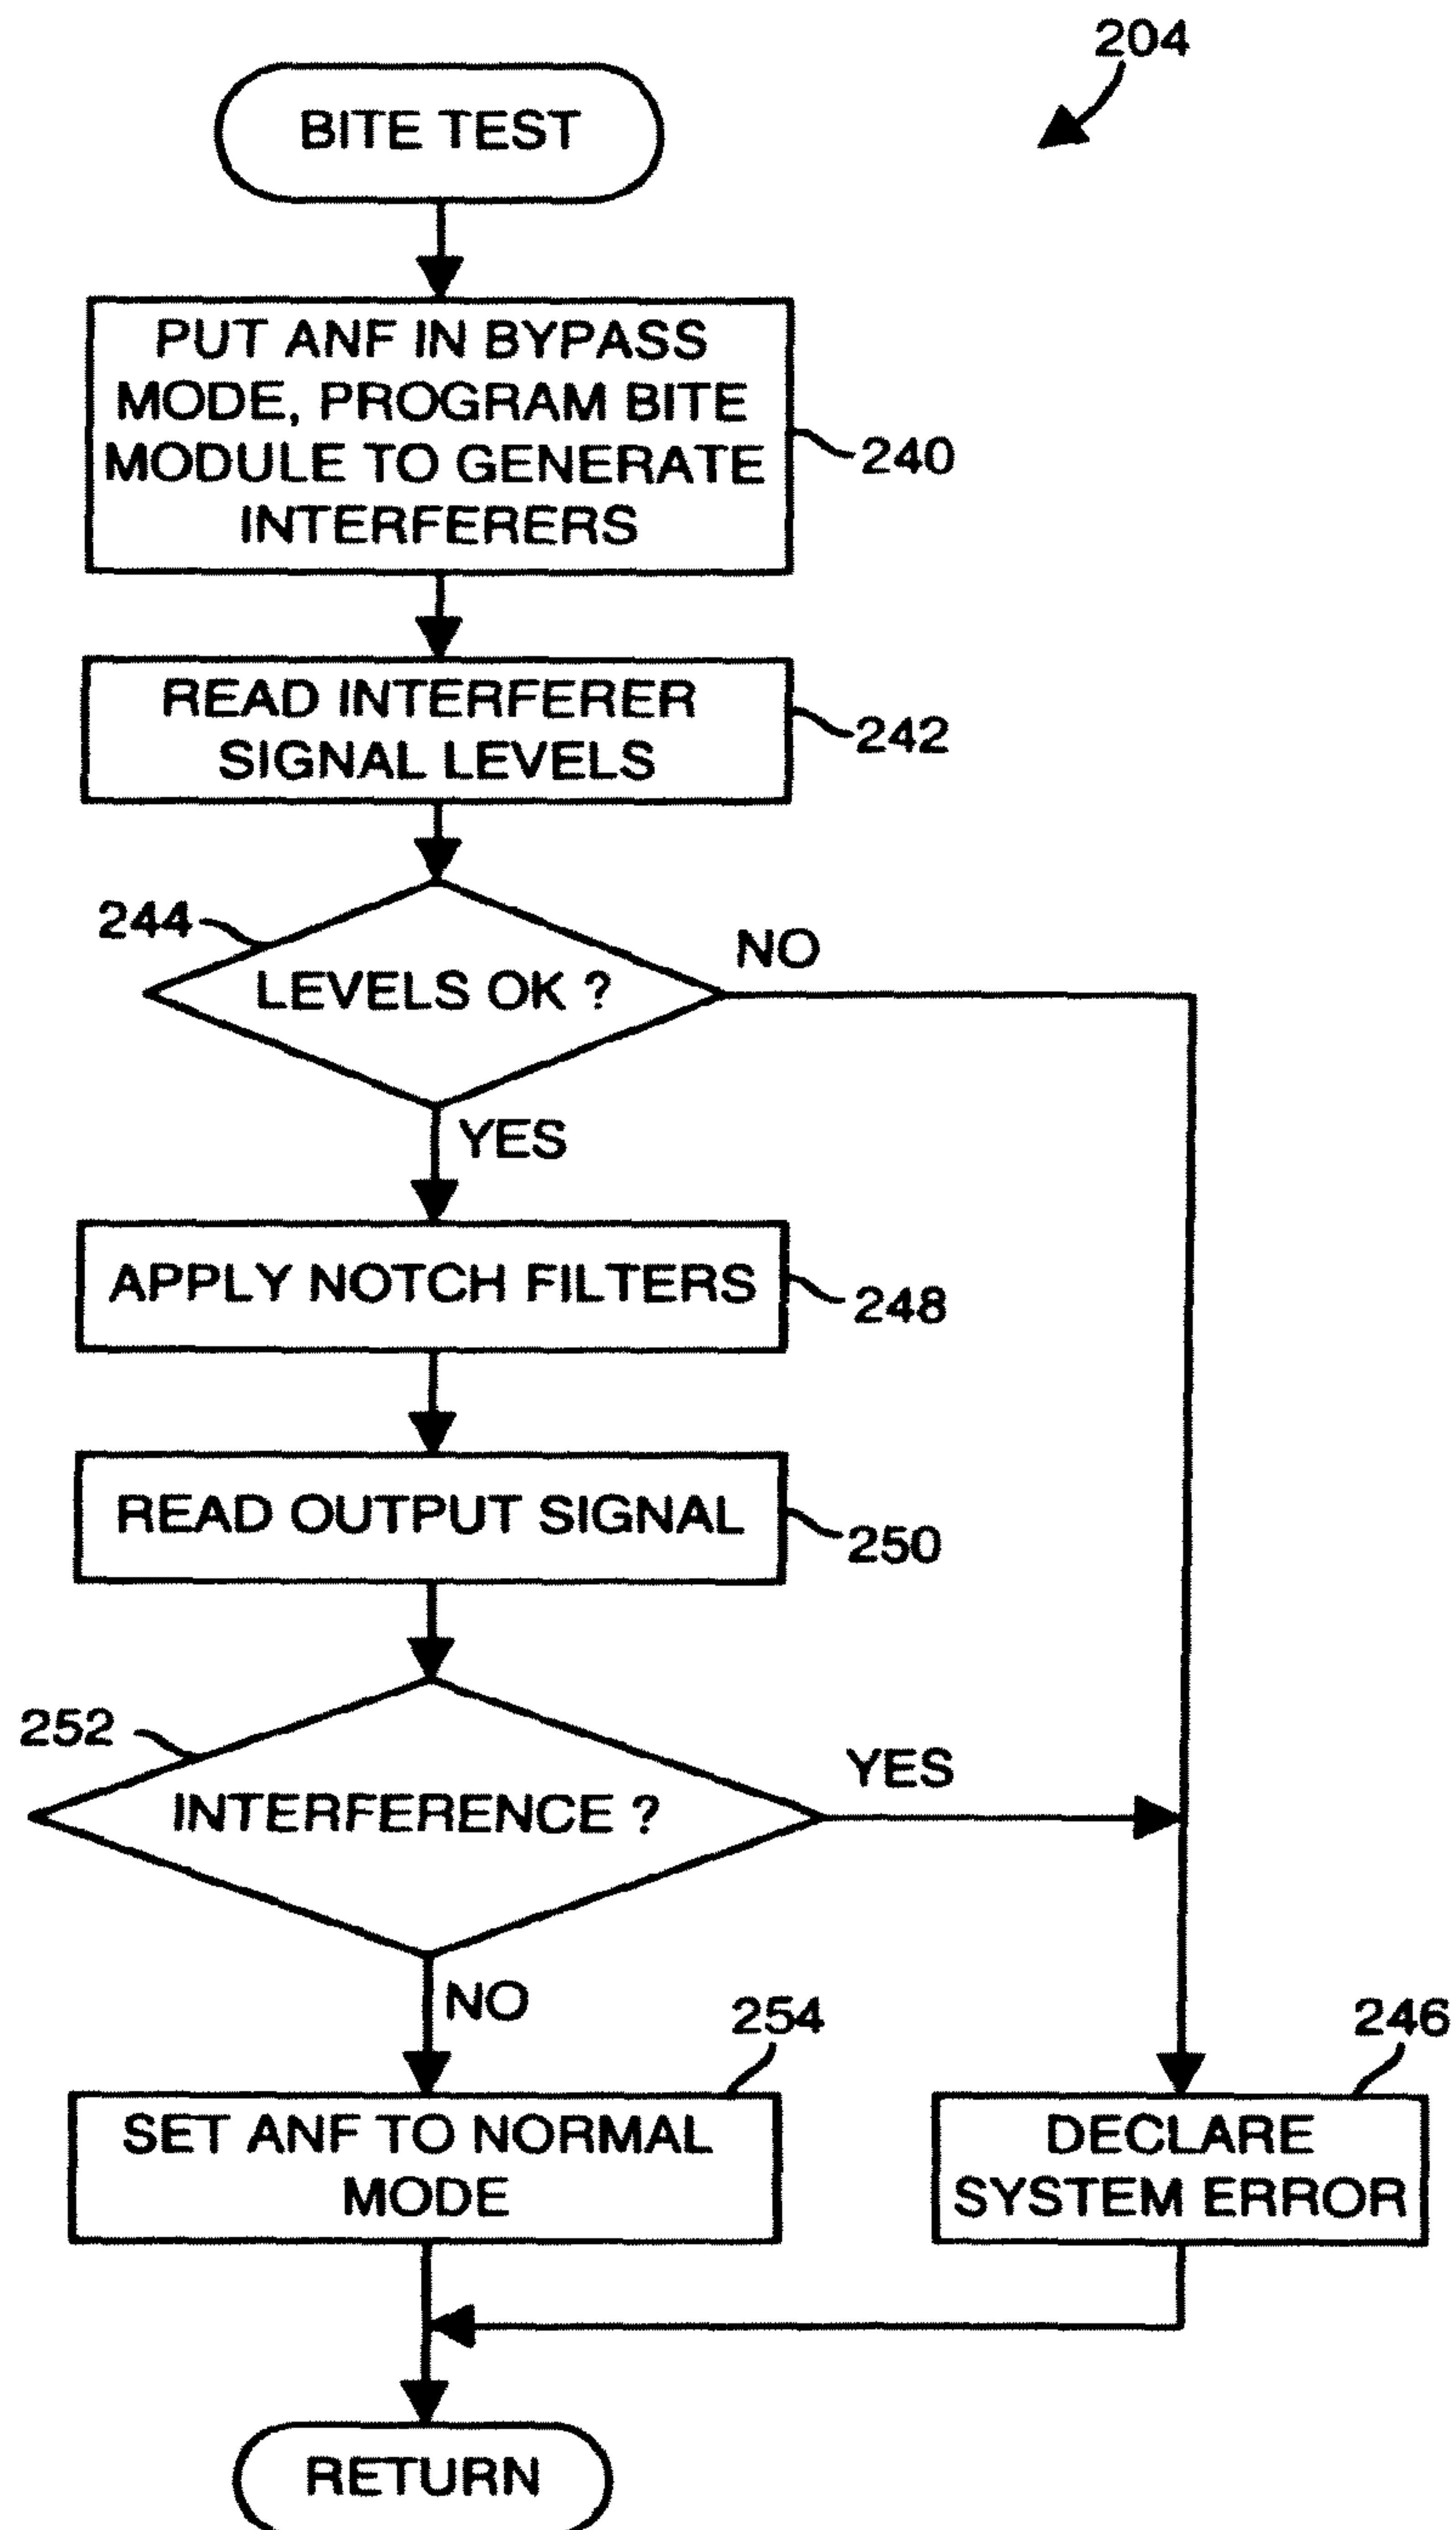 204
BITE TEST
PUT ANF IN BYPASS
MODE, PROGRAM BITE
MODULE TO GENERATE
INTERFERERS
240
READ INTERFERER
SIGNAL LEVELS
242
244
LEVELS OK ?
NO
YES
APPLY NOTCH FILTERS
248
READ OUTPUT SIGNAL
250
252
INTERFERENCE ?
YES
NO
254
SET ANF TO NORMAL
MODE
246
DECLARE
SYSTEM ERROR
RETURN